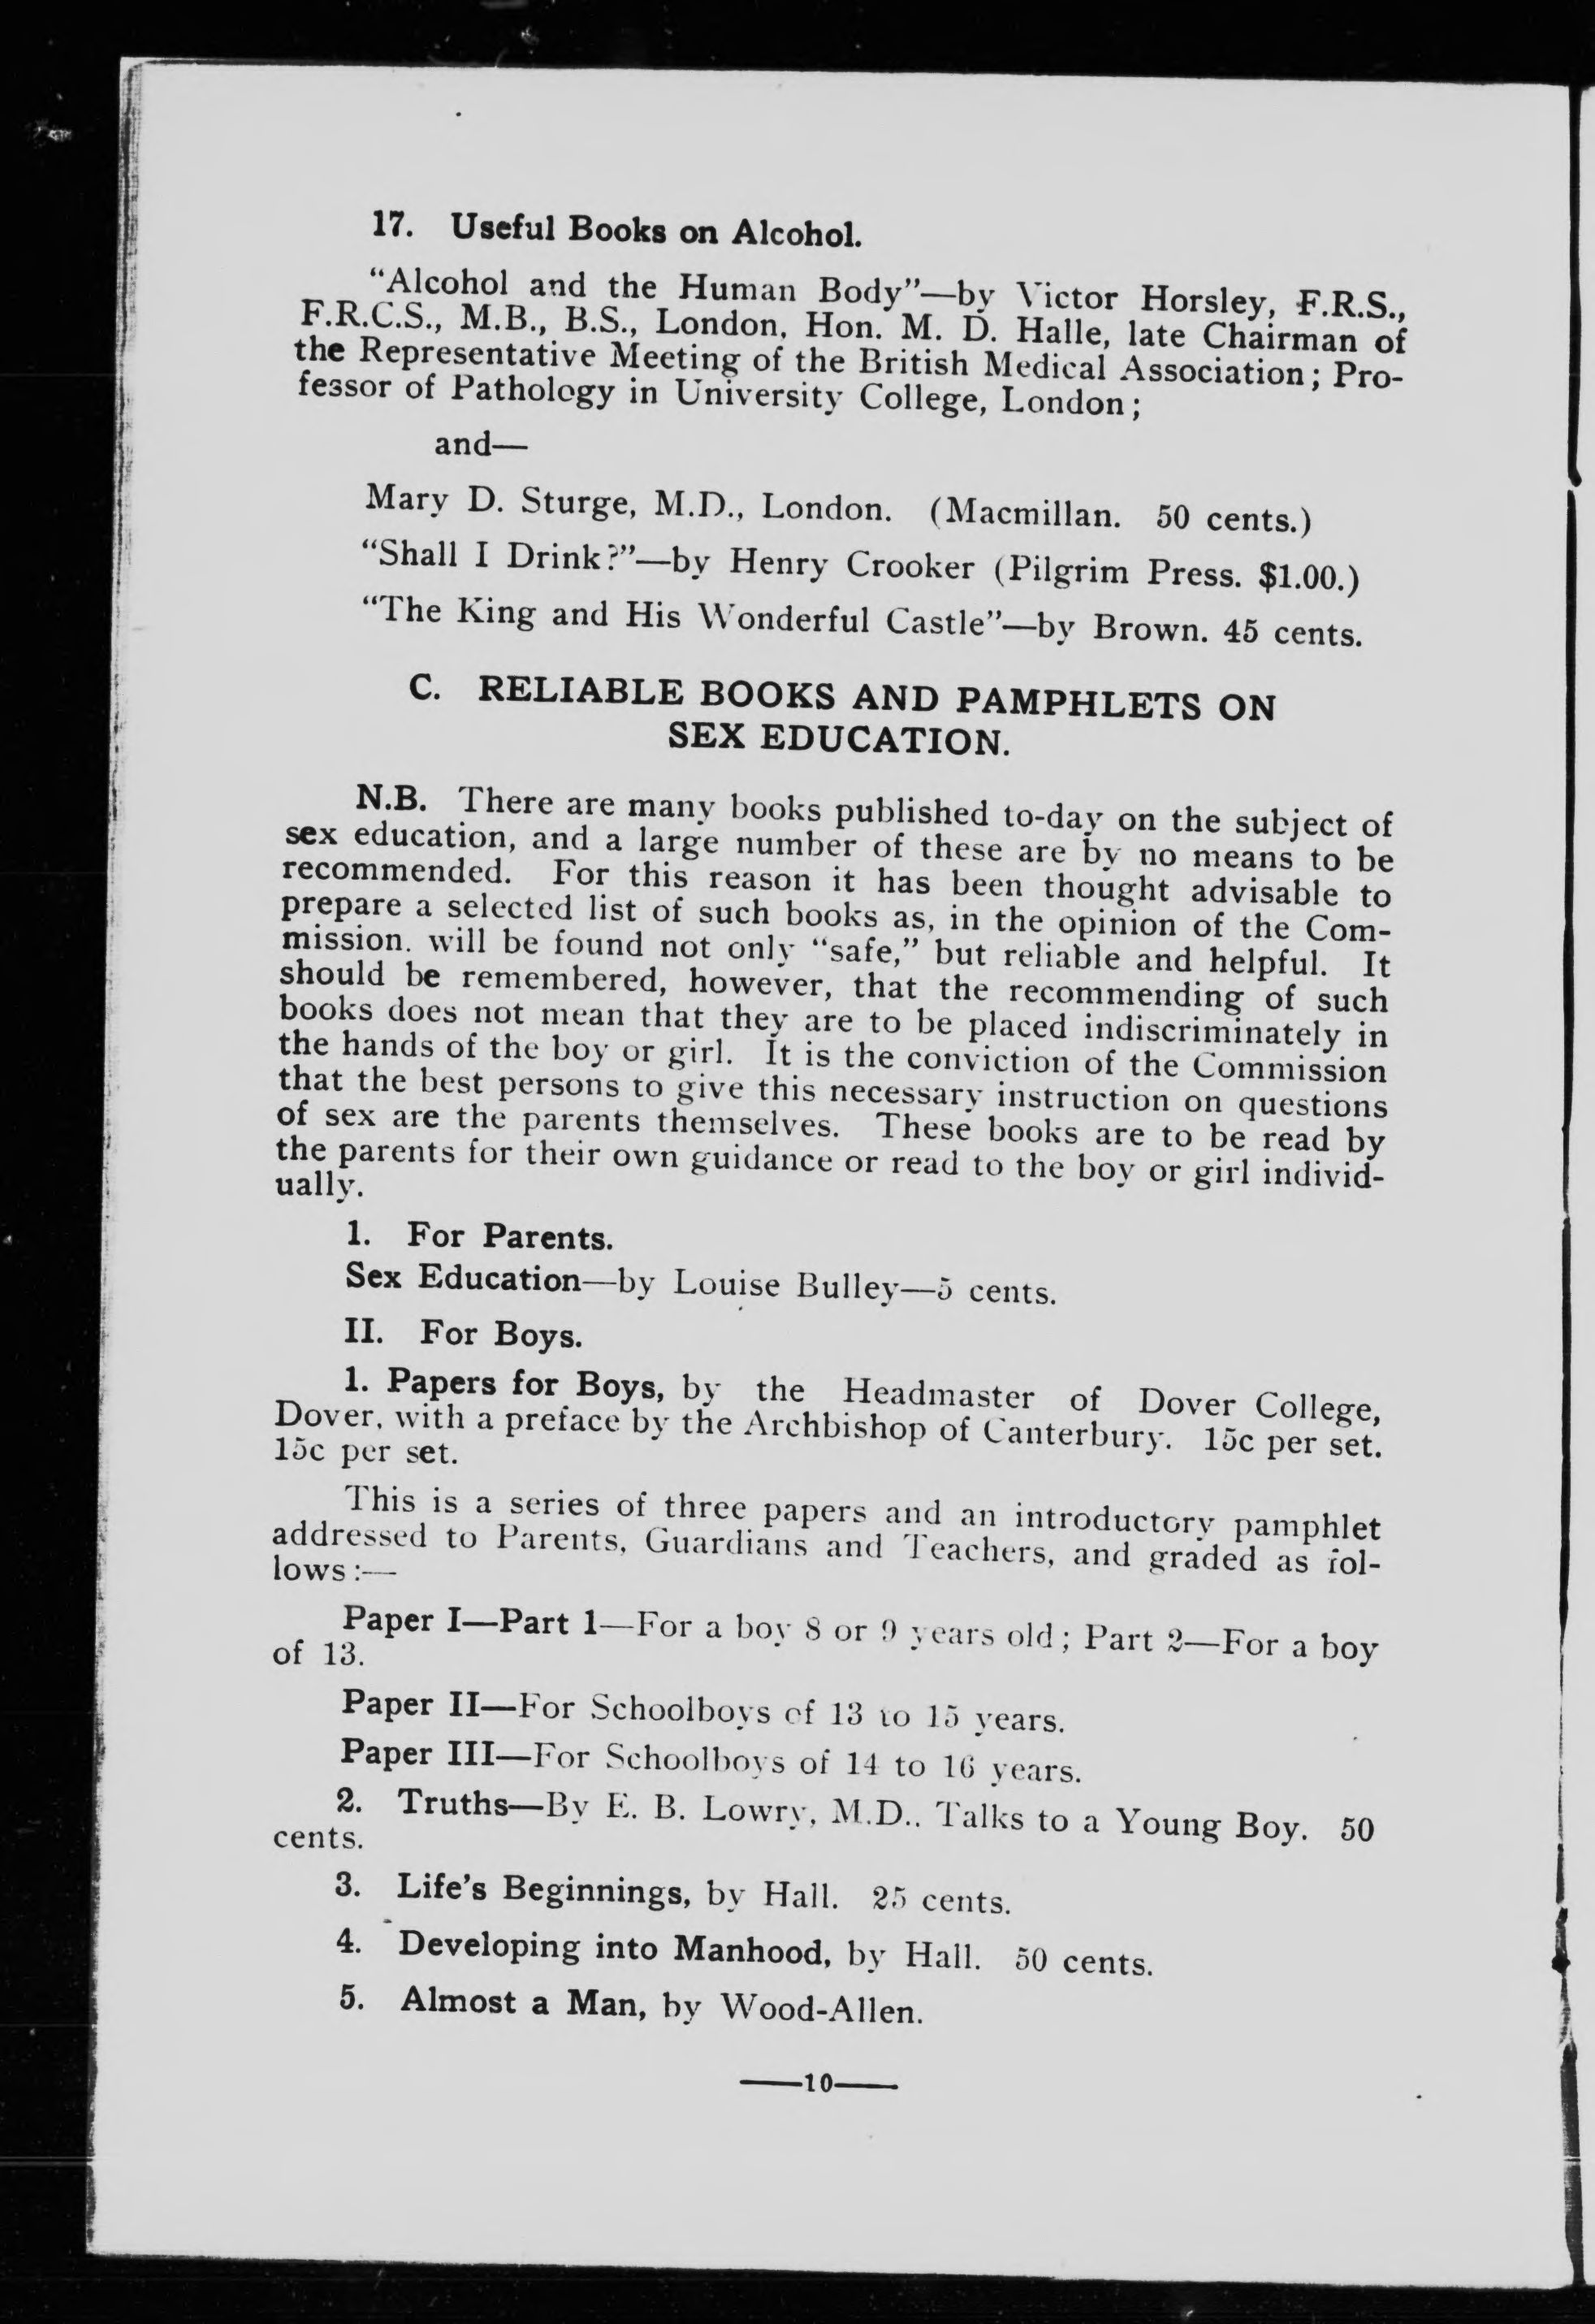 17. Useful Books on Alcohol.
"Alcohol and the Human Body"—by Victor Horsley, F.R.S.,
F.R.C.S., M.B., B.S., London, Hon. M. D. Halle, late Chairman of
the Representative Meeting of the British Medical Association; Pro-
fessor of Pathology in University College, London;
and—
Mary D. Sturge, M.D., London. (Macmillan. 50 cents.)
"Shall I Drink?"—by Henry Crooker (Pilgrim Press. $1.00.)
"The King and His Wonderful Castle"—by Brown. 45 cents.
C. RELIABLE BOOKS AND PAMPHLETS ON
SEX EDUCATION.
N.B. There are many books published to-day on the subject of
sex education, and a large number of these are by no means to be
recommended. For this reason it has been thought advisable to
prepare a selected list of such books as, in the opinion of the Com-
mission. will be found not only "safe," but reliable and helpful. It
should be remembered, however, that the recommending of such
books does not mean that they are to be placed indiscriminately in
the hands of the boy or girl. It is the conviction of the Commission
that the best persons to give this necessary instruction on questions
of sex are the parents themselves. These books are to be read by
the parents for their own guidance or read to the boy or girl individ-
ually.
1. For Parents.
Sex Education—by Louise Bulley—5 cents.
II. For Boys.
1. Papers for Boys, by the Headmaster of Dover College,
Dover, with a preface by the Archbishop of Canterbury. 15c per set.
15c per set.
This is a series of three papers and an introductory pamphlet
addressed to Parents, Guardians and Teachers, and graded as fol-
lows:—
Paper I—Part 1—For a boy 8 or 9 years old; Part 2—For a boy
of 13.
Paper II—For Schoolboys of 13 to 15 years.
Paper III—For Schoolboys of 14 to 16 years.
2. Truths—By E. B. Lowry, M.D.. Talks to a Young Boy. 50
cents.
3. Life's Beginnings, by Hall. 25 cents.
4. Developing into Manhood, by Hall. 50 cents.
5. Almost a Man, by Wood-Allen.
——10——